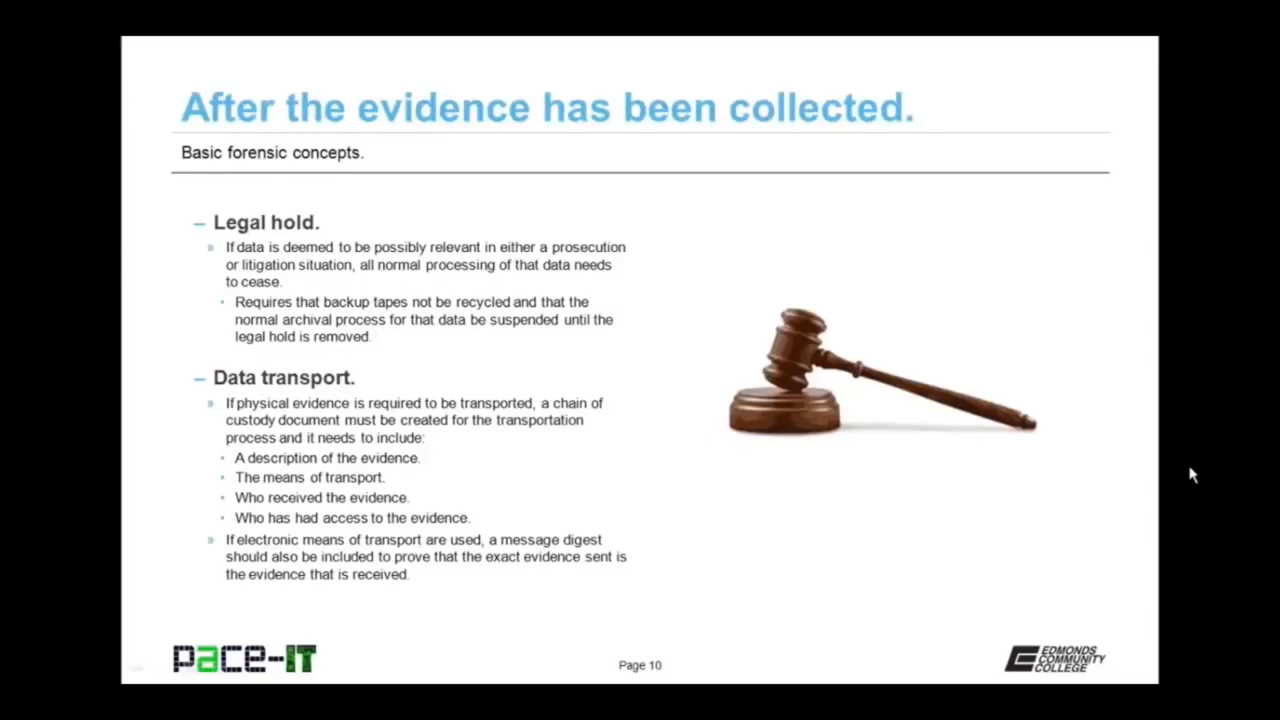 After the evidence has been collected.
Basic forensic concepts.
– Legal hold.
» If data is deemed to be possibly relevant in either a prosecution
or litigation situation, all normal processing of that data needs
to cease.
• Requires that backup tapes not be recycled and that the
normal archival process for that data be suspended until the
legal hold is removed.
– Data transport.
» If physical evidence is required to be transported, a chain of
custody document must be created for the transportation
process and it needs to include:
• A description of the evidence.
• The means of transport.
• Who received the evidence.
• Who has had access to the evidence.
» If electronic means of transport are used, a message digest
should also be included to prove that the exact evidence sent is
the evidence that is received.
pace-IT
Page 10
EDMONDS
COMMUNITY
COLLEGE